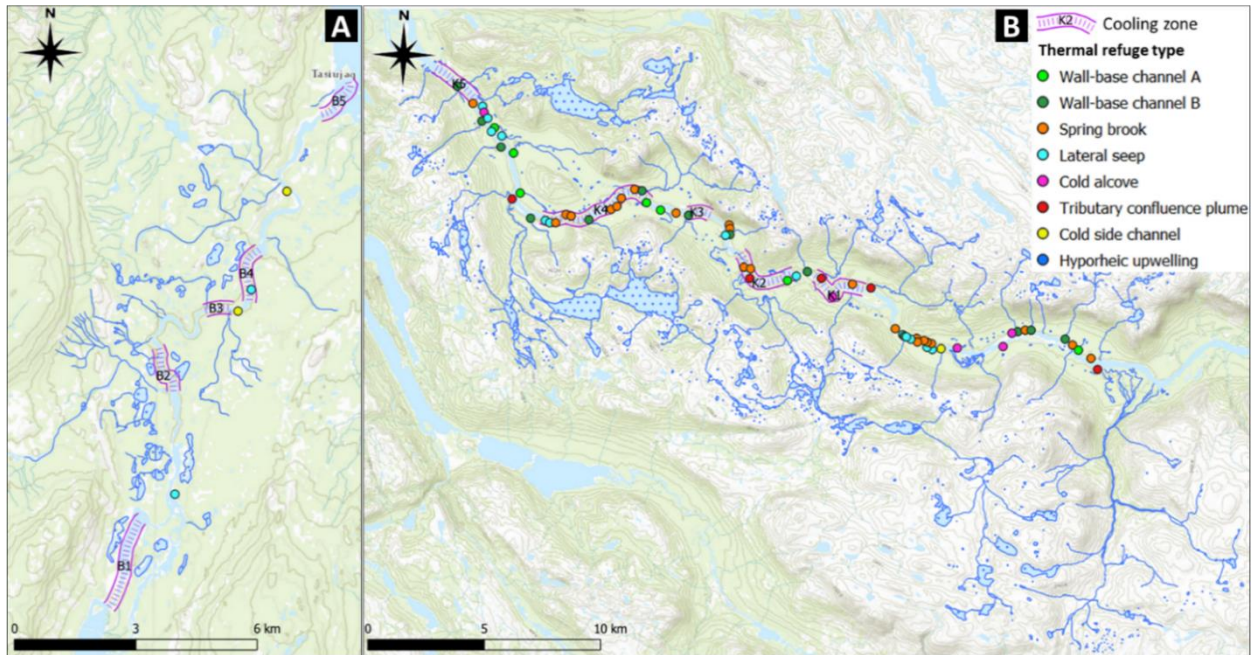 N
A
Tasiujaq
B5
B4
B3
B2
B1
0 3 6 km
N
B
K5
K4
K3
K2
K1
0 5 10 km
K2 Cooling zone
Thermal refuge type
Wall-base channel A
Wall-base channel B
Spring brook
Lateral seep
Cold alcove
Tributary confluence plume
Cold side channel
Hyporheic upwelling